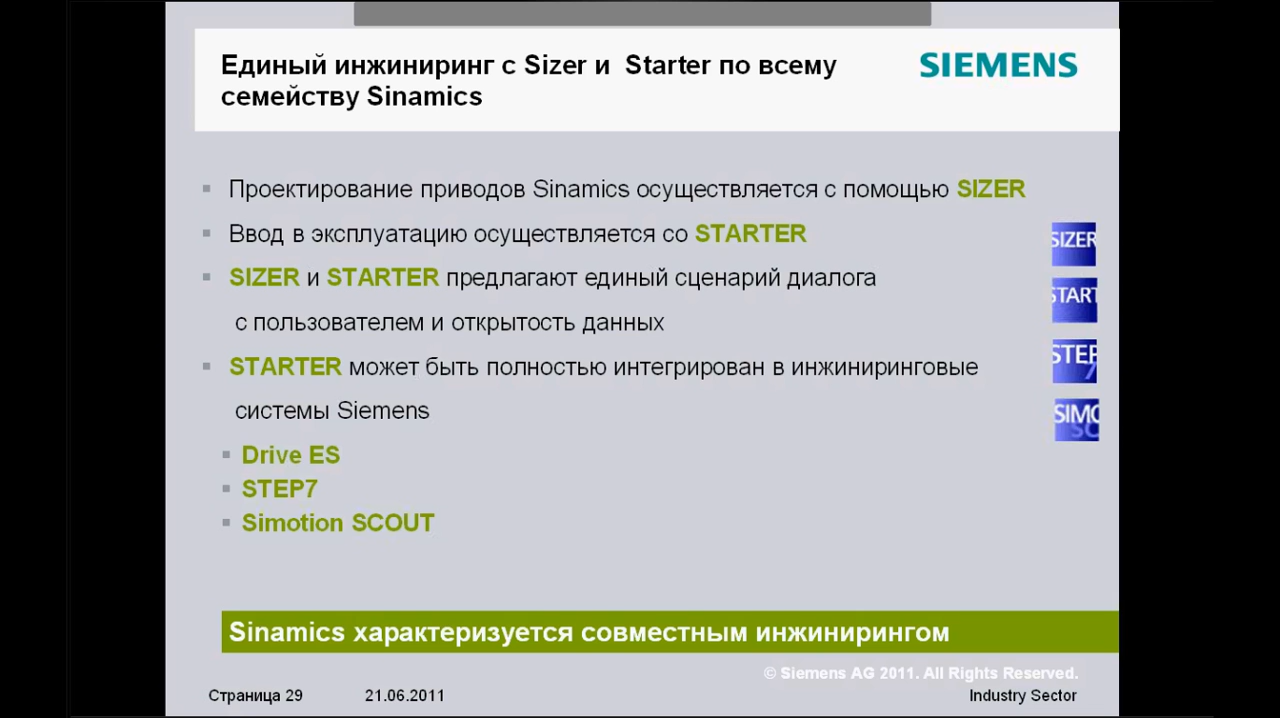 Единый инжиниринг с Sizer и Starter по всему
семейству Sinamics
SIEMENS
Проектирование приводов Sinamics осуществляется с помощью SIZER
Ввод в эксплуатацию осуществляется со STARTER
SIZER и STARTER предлагают единый сценарий диалога
с пользователем и открытость данных
STARTER может быть полностью интегрирован в инжиниринговые
системы Siemens
Drive ES
STEP7
Simotion SCOUT
SIZER
START
STEP
7
SIMO
SC
Sinamics характеризуется совместным инжинирингом
© Siemens AG 2011. All Rights Reserved.
Страница 29 21.06.2011 Industry Sector